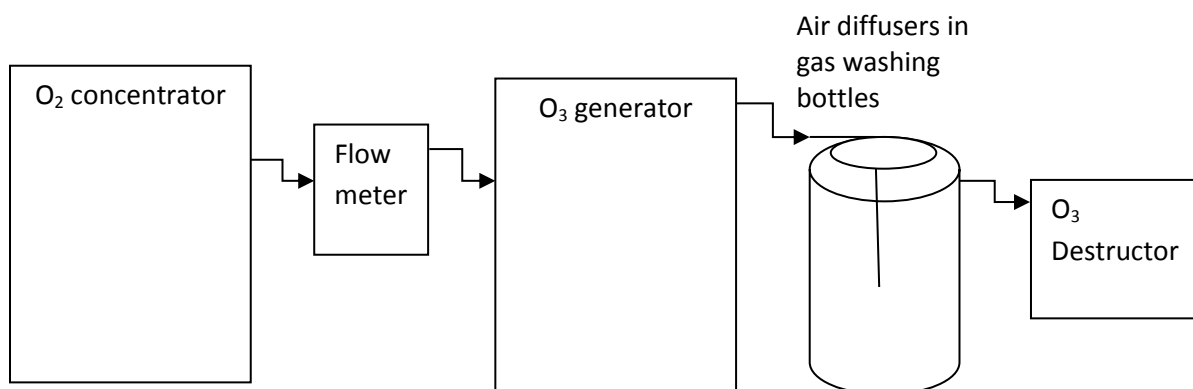 O₂ concentrator
Flow
meter
O₃ generator
Air diffusers in
gas washing
bottles
O₃
Destructor